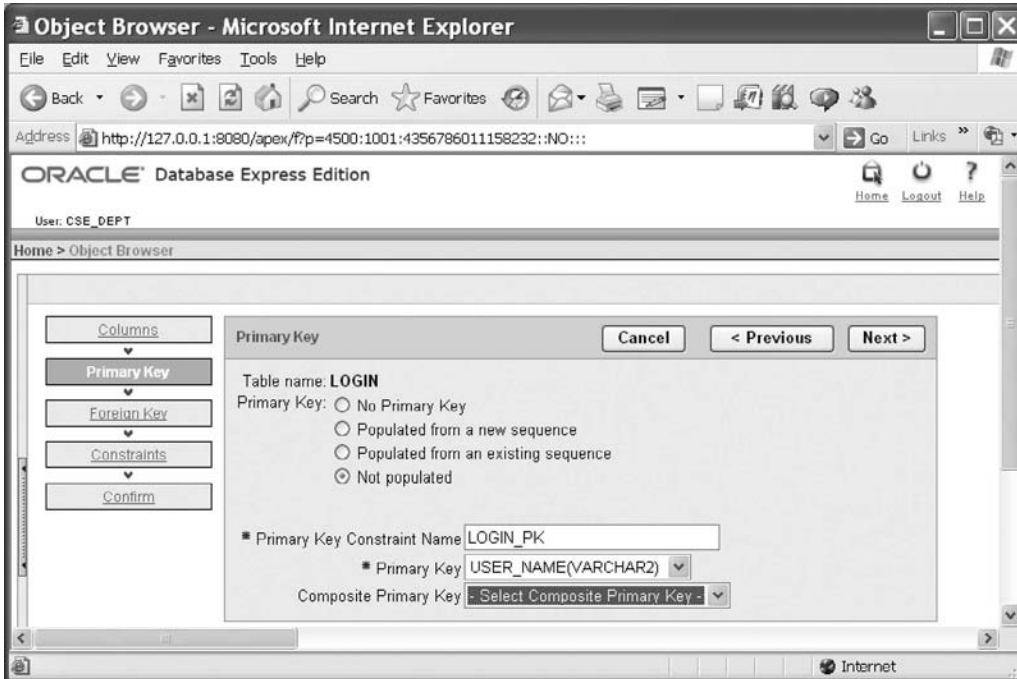 Object Browser - Microsoft Internet Explorer
File Edit View Favorites Tools Help
Back Search Favorites
Address http://127.0.0.1:8080/apex/f?p=4500:1001:4356786011158232::NO::: Go Links »
ORACLE Database Express Edition
Home Logout Help
User: CSE_DEPT
Home > Object Browser
Columns
Primary Key
Foreign Key
Constraints
Confirm
Primary Key Cancel < Previous Next >
Table name: LOGIN
Primary Key: No Primary Key
Populated from a new sequence
Populated from an existing sequence
Not populated
* Primary Key Constraint Name LOGIN_PK
* Primary Key USER_NAME(VARCHAR2)
Composite Primary Key - Select Composite Primary Key -
Internet